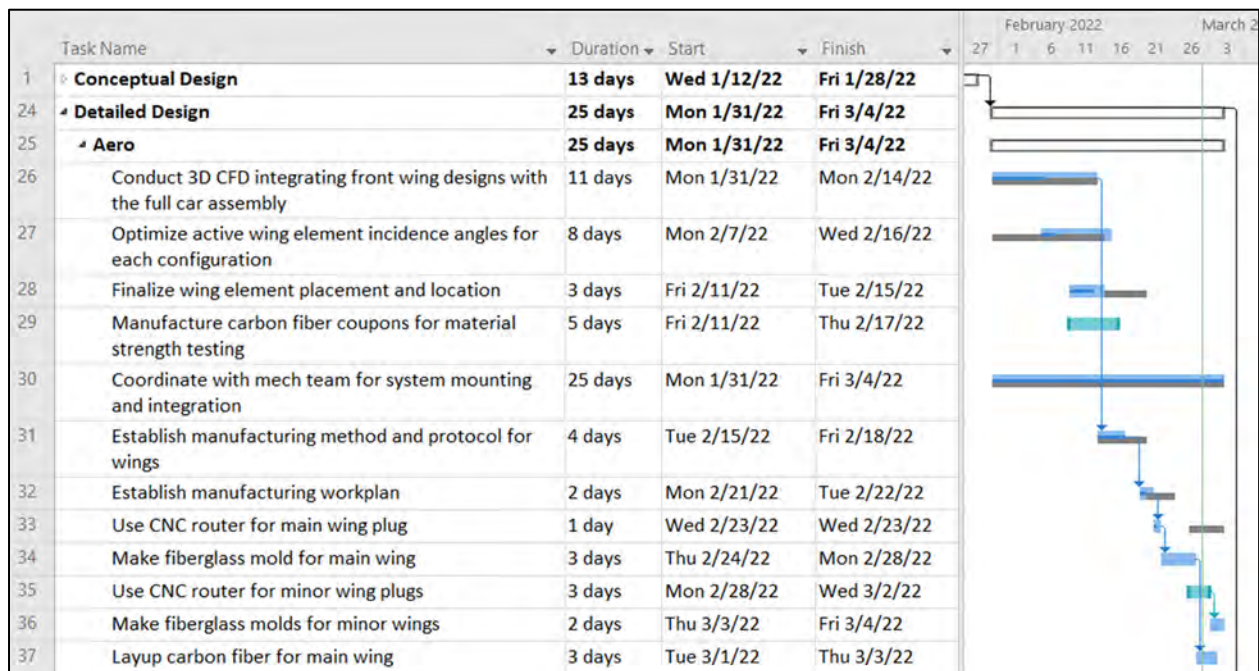 February 2022 March 2
Task Name Duration Start Finish 27 1 6 11 16 21 26 3
1 Conceptual Design 13 days Wed 1/12/22 Fri 1/28/22
24 Detailed Design 25 days Mon 1/31/22 Fri 3/4/22
25 Aero 25 days Mon 1/31/22 Fri 3/4/22
26 Conduct 3D CFD integrating front wing designs with 11 days Mon 1/31/22 Mon 2/14/22
the full car assembly
27 Optimize active wing element incidence angles for 8 days Mon 2/7/22 Wed 2/16/22
each configuration
28 Finalize wing element placement and location 3 days Fri 2/11/22 Tue 2/15/22
29 Manufacture carbon fiber coupons for material 5 days Fri 2/11/22 Thu 2/17/22
strength testing
30 Coordinate with mech team for system mounting 25 days Mon 1/31/22 Fri 3/4/22
and integration
31 Establish manufacturing method and protocol for 4 days Tue 2/15/22 Fri 2/18/22
wings
32 Establish manufacturing workplan 2 days Mon 2/21/22 Tue 2/22/22
33 Use CNC router for main wing plug 1 day Wed 2/23/22 Wed 2/23/22
34 Make fiberglass mold for main wing 3 days Thu 2/24/22 Mon 2/28/22
35 Use CNC router for minor wing plugs 3 days Mon 2/28/22 Wed 3/2/22
36 Make fiberglass molds for minor wings 2 days Thu 3/3/22 Fri 3/4/22
37 Layup carbon fiber for main wing 3 days Tue 3/1/22 Thu 3/3/22